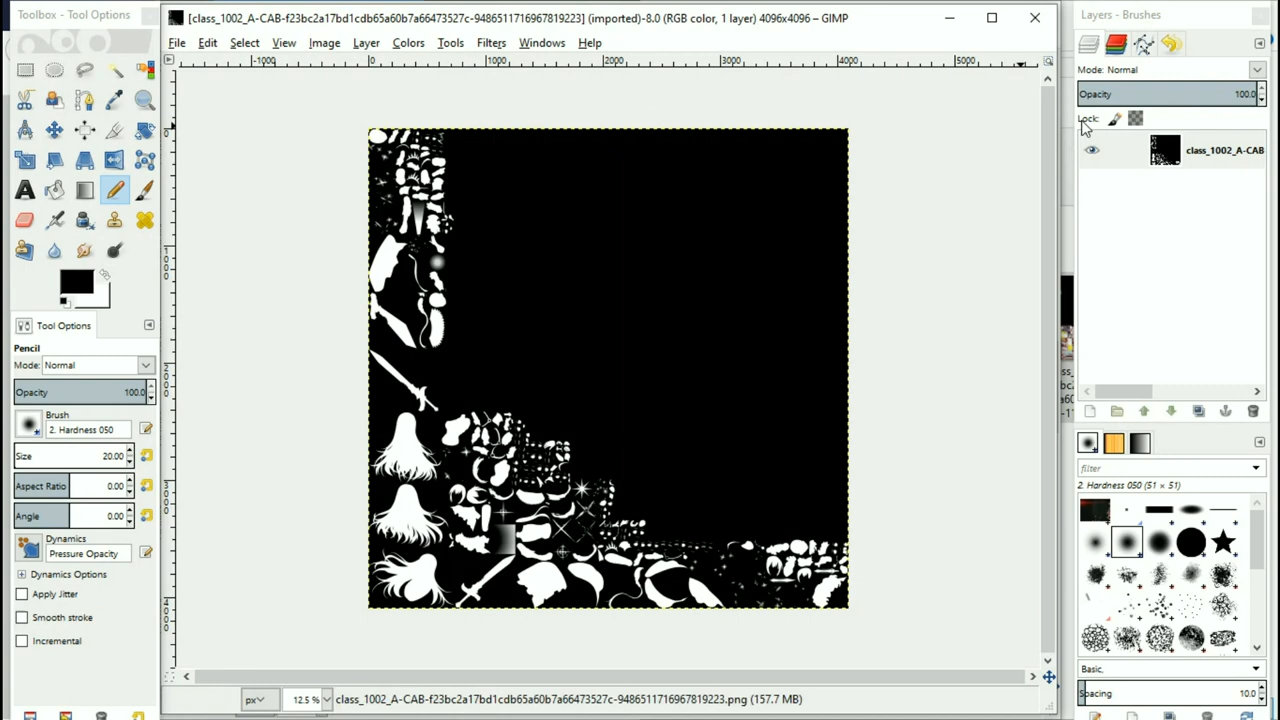 Toolbox - Tool Options
[class_1002_A-CAB-f23bc2a17bd1cdb65a60b7a66473527c-9486511716967819223] (imported)-8.0 (RGB color, 1 layer) 4096x4096 – GIMP
Layers - Brushes
File Edit Select View Image Layer Colors Tools Filters Windows Help
-1000 0 1000 2000 3000 4000 5000
Mode: Normal
Opacity 100.0
Lock:
class_1002_A-CAB
0
1000
2000
3000
4000
Tool Options
Pencil
Mode: Normal
Opacity 100.0
Brush
2. Hardness 050
Size 20.00
Aspect Ratio 0.00
Angle 0.00
Dynamics
Pressure Opacity
Dynamics Options
Apply Jitter
Smooth stroke
Incremental
filter
2. Hardness 050 (51 × 51)
Basic,
Spacing 10.0
px 12.5 % class_1002_A-CAB-f23bc2a17bd1cdb65a60b7a66473527c-9486511716967819223.png (157.7 MB)